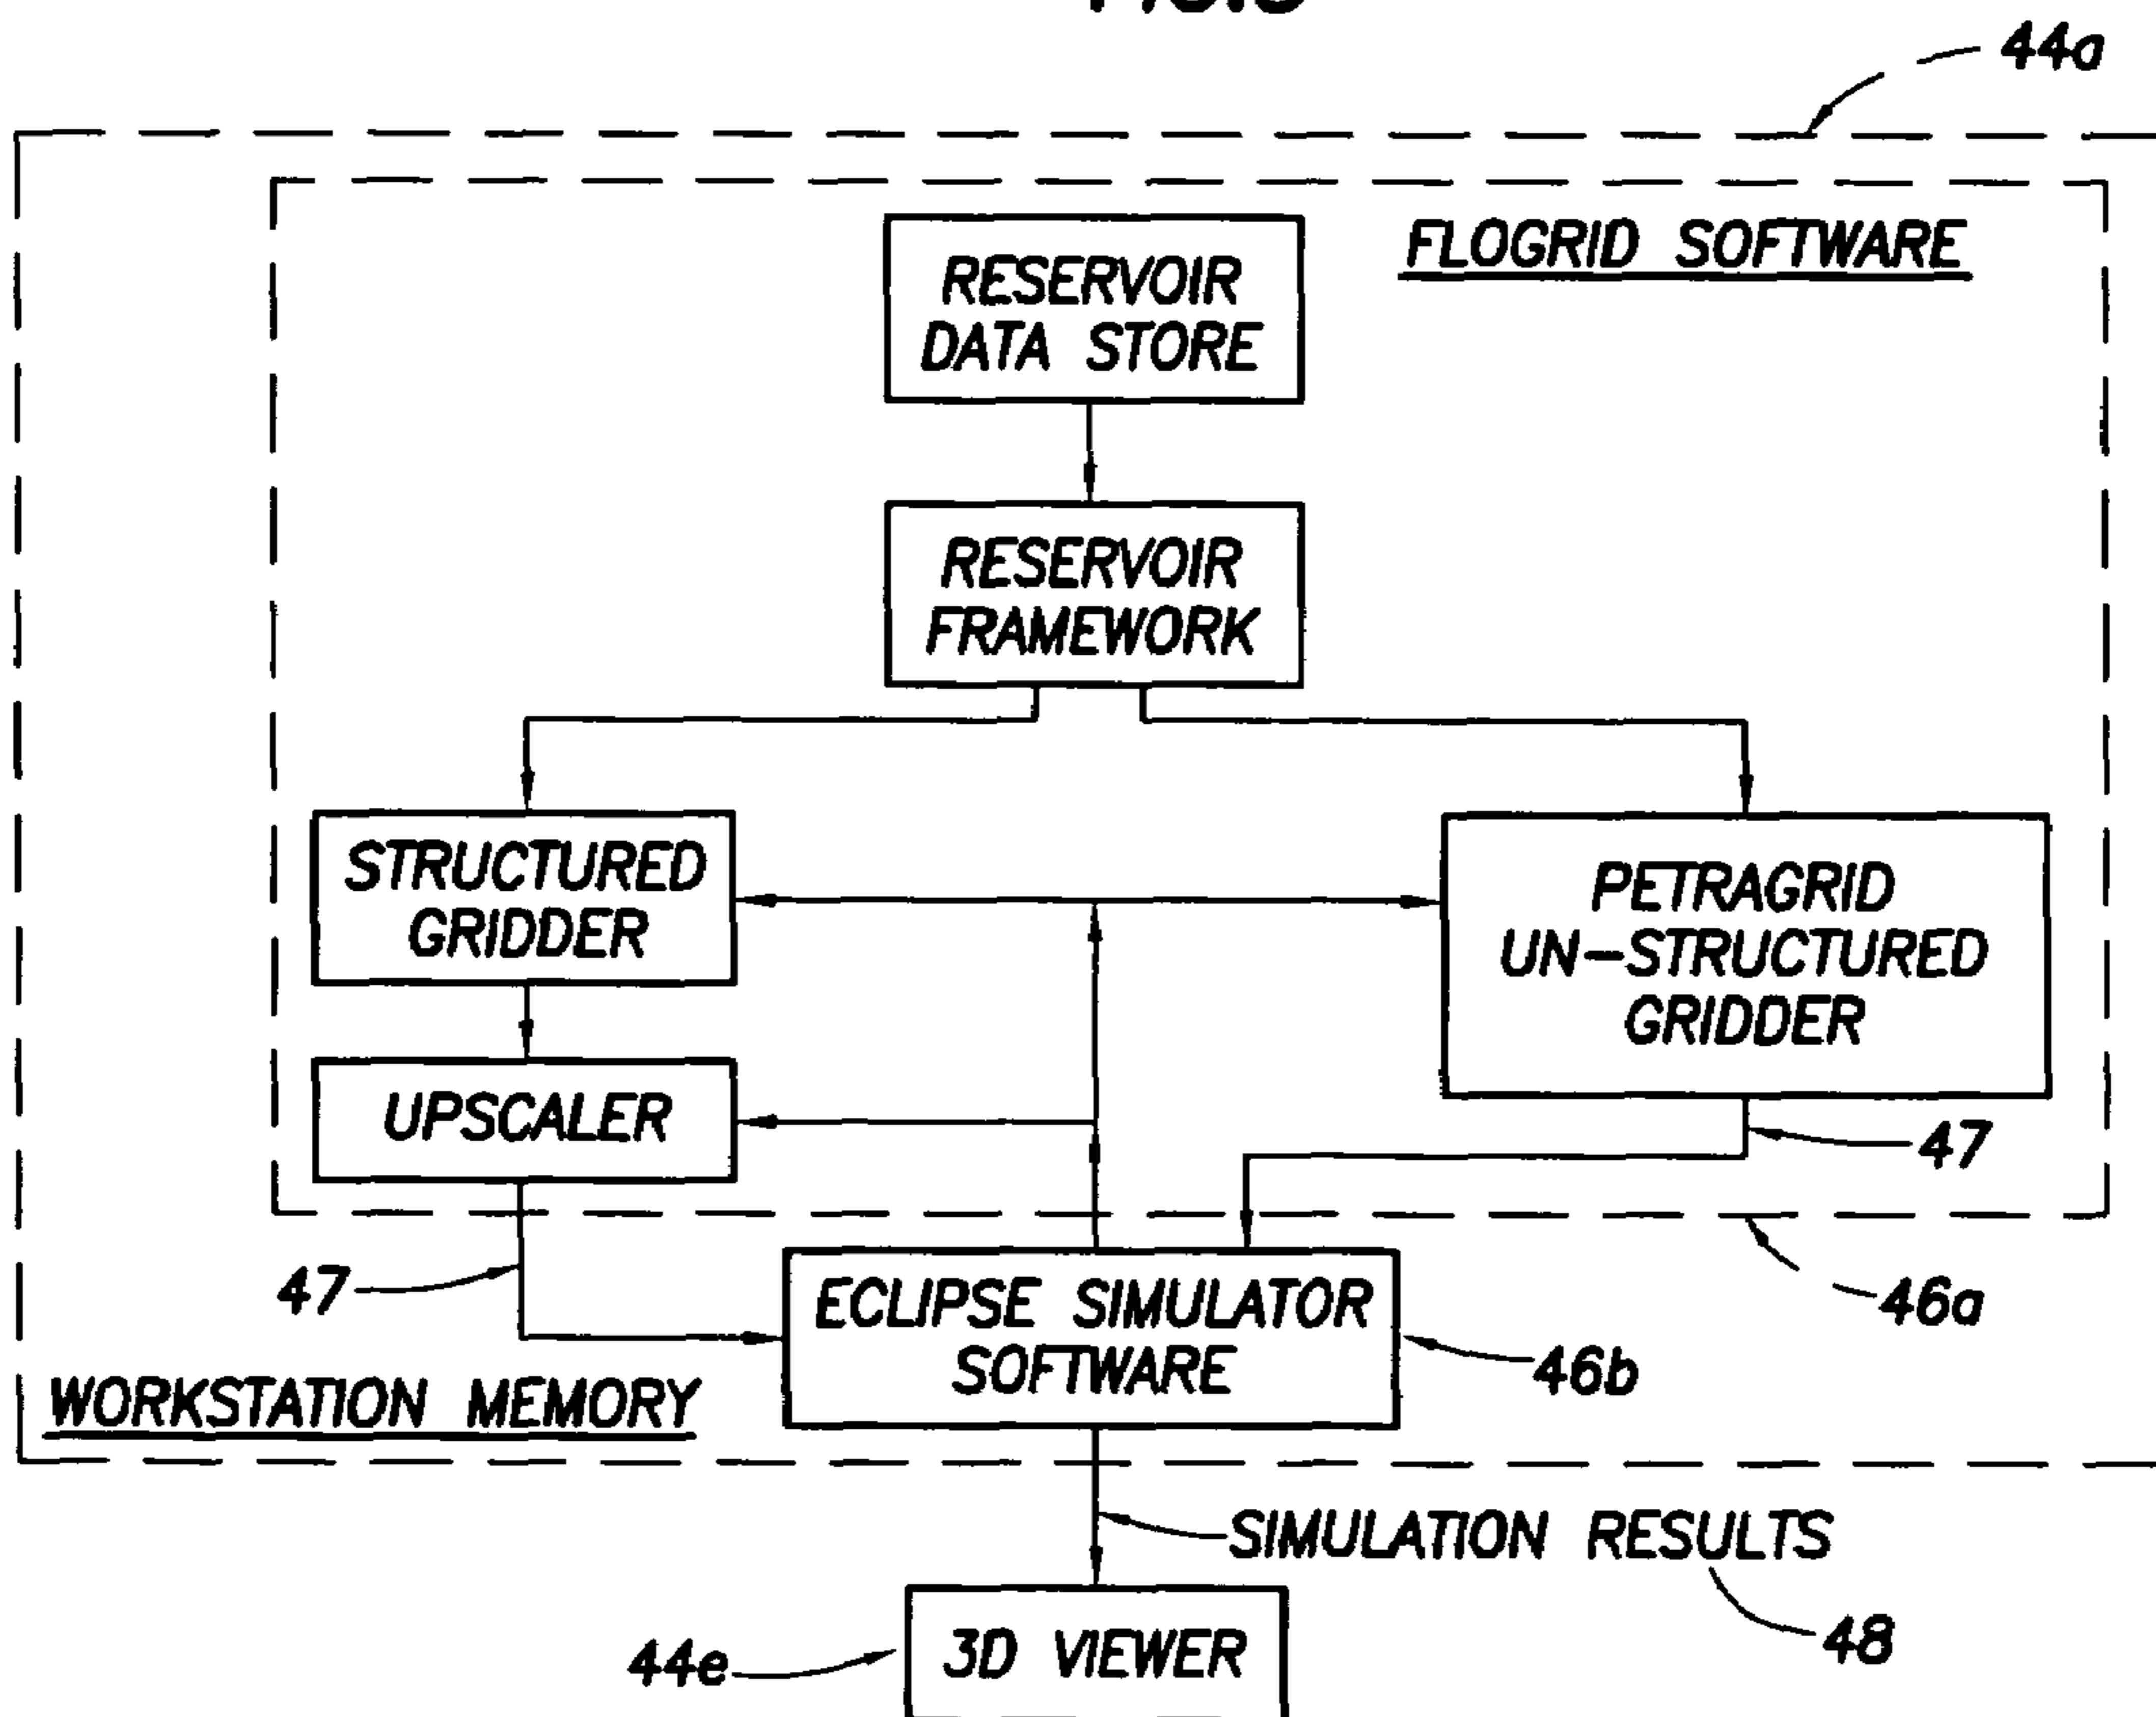 44a
FLOGRID SOFTWARE
RESERVOIR
DATA STORE
RESERVOIR
FRAMEWORK
STRUCTURED
GRIDDER
PETRAGRID
UN-STRUCTURED
GRIDDER
UPSCALER
47
47
46a
ECLIPSE SIMULATOR
SOFTWARE
46b
WORKSTATION MEMORY
SIMULATION RESULTS
48
44e
3D VIEWER